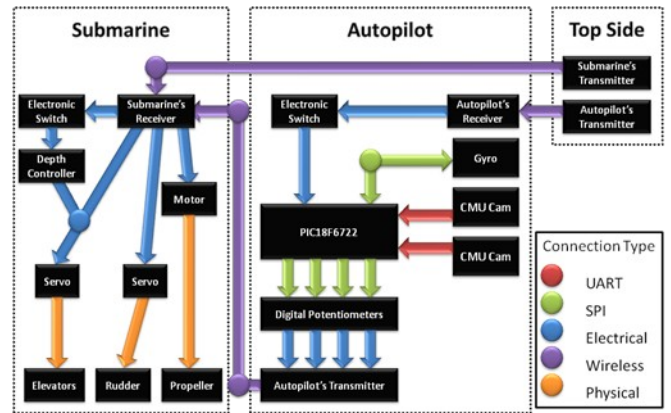 Submarine
Autopilot
Top Side
Submarine's
Transmitter
Electronic
Switch
Submarine's
Receiver
Electronic
Switch
Autopilot's
Receiver
Autopilot's
Transmitter
Depth
Controller
Gyro
Motor
CMU Cam
PIC18F6722
CMU Cam
Servo
Servo
Digital Potentiometers
Elevators
Rudder
Propeller
Autopilot's Transmitter
Connection Type
UART
SPI
Electrical
Wireless
Physical